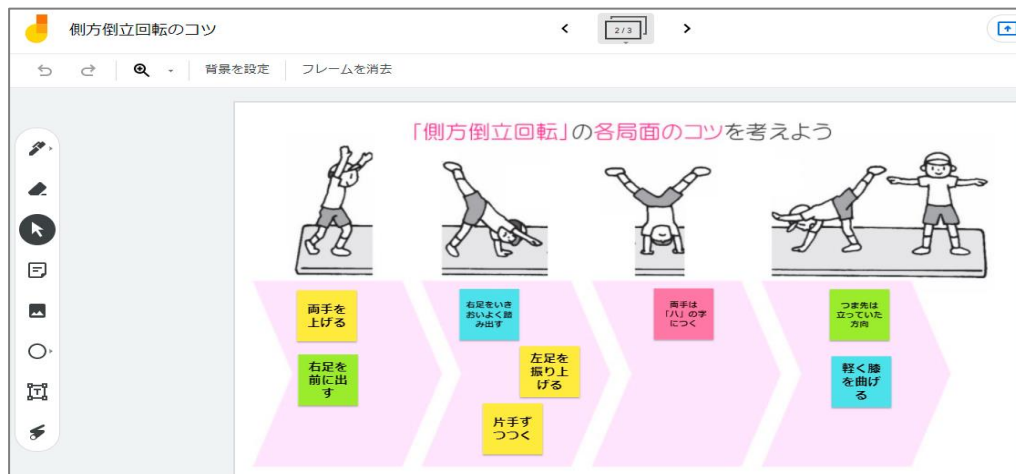 側方倒立回転のコツ
2 / 3
背景を設定 フレームを消去
「側方倒立回転」の各局面のコツを考えよう
両手を
上げる
右足を
前に出
す
右足をいき
おいよく踏
み出す
左足を
振り上
げる
片手ず
つつく
両手は
「ハ」の字
につく
つま先は
立っていた
方向
軽く膝
を曲げ
る